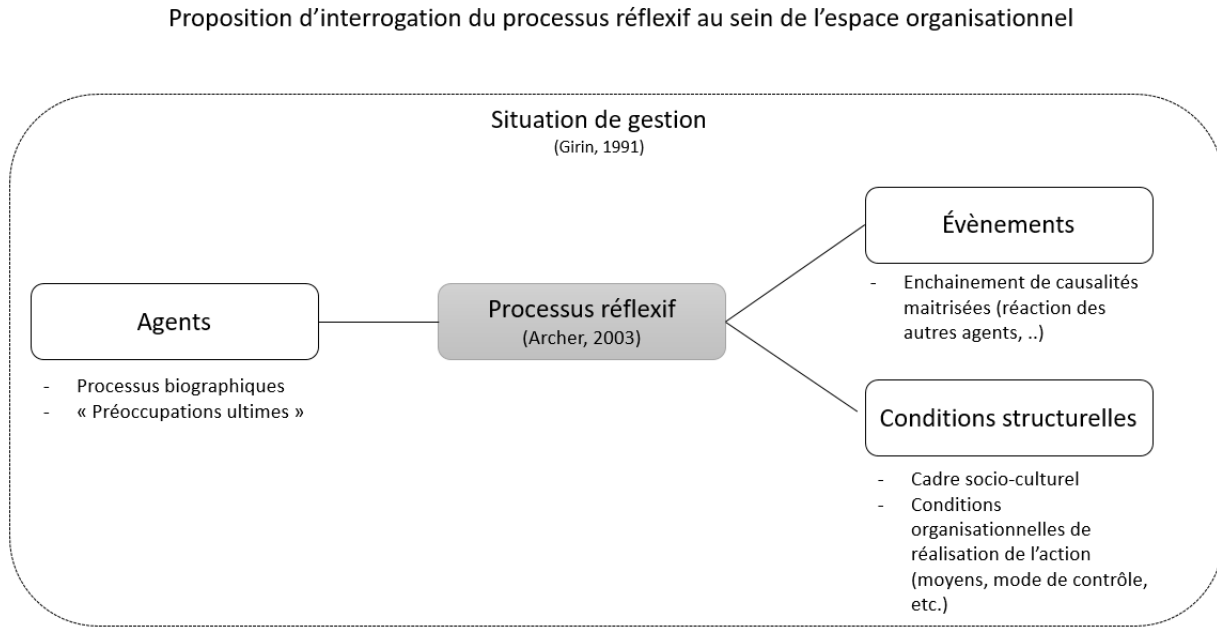 Proposition d’interrogation du processus réflexif au sein de l’espace organisationnel
Situation de gestion
(Girin, 1991)
Agents
- Processus biographiques
- « Préoccupations ultimes »
Processus réflexif
(Archer, 2003)
Évènements
- Enchainement de causalités
maitrisées (réaction des
autres agents, ..)
Conditions structurelles
- Cadre socio-culturel
- Conditions
organisationnelles de
réalisation de l’action
(moyens, mode de contrôle,
etc.)